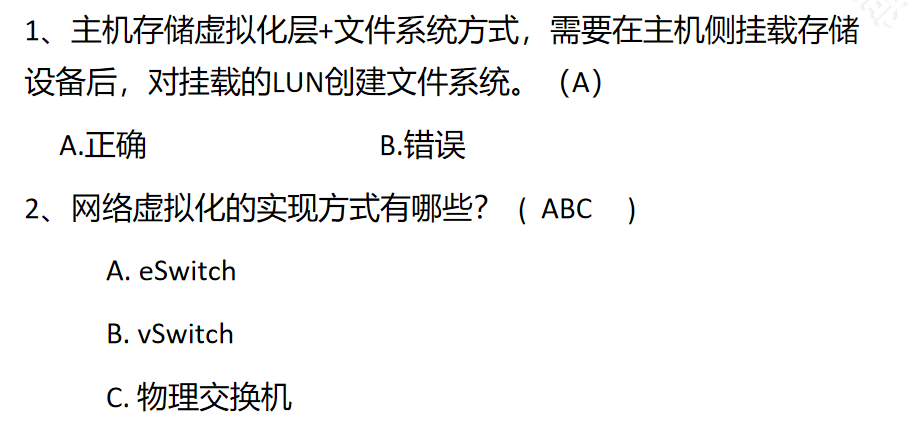 1、主机存储虚拟化层+文件系统方式，需要在主机侧挂载存储
设备后，对挂载的LUN创建文件系统。（A）
A.正确 B.错误
2、网络虚拟化的实现方式有哪些？（ ABC ）
A. eSwitch
B. vSwitch
C. 物理交换机